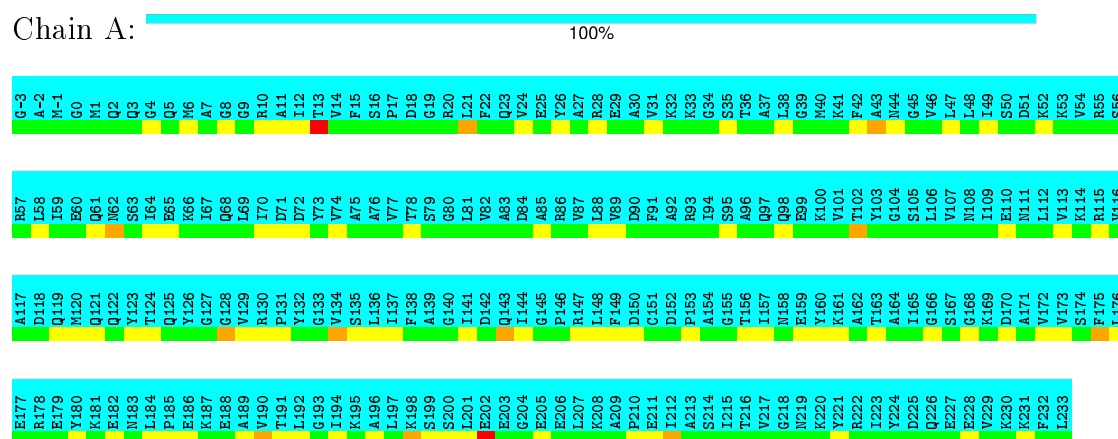 Chain A:
100%
G-3 A-2 M-1 G0 M1 Q2 Q3 G4 Q5 M6 A7 G8 G9 R10 A11 I12 T13 V14 F15 S16 P17 D18 G19 R20 L21 F22 Q23 V24 E25 Y26 A27 R28 E29 A30 V31 K32 K33 G34 S35 T36 A37 L38 G39 M40 K41 F42 A43 N44 G45 V46 L47 L48 I49 S50 D51 K52 K53 V54 R55 S56
R57 L58 I59 E60 Q61 N62 S63 I64 E65 K66 I67 Q68 L69 I70 D71 D72 Y73 V74 A75 A76 V77 T78 S79 G80 L81 V82 A83 D84 A85 R86 V87 L88 V89 D90 F91 A92 R93 I94 S95 A96 Q97 Q98 E99 K100 V101 T102 Y103 G104 S105 L106 V107 N108 I109 E110 N111 L112 V113 K114 R115 V116
A117 D118 Q119 M120 Q121 Q122 Y123 T124 Q125 Y126 G127 G128 V129 R130 P131 Y132 G133 V134 S135 L136 I137 F138 A139 G140 I141 D142 Q143 I144 G145 P146 R147 L148 F149 D150 C151 D152 P153 A154 G155 T156 I157 N158 E159 Y160 K161 A162 T163 A164 I165 G166 S167 G168 K169 D170 A171 V172 V173 S174 F175 I176
E177 R178 E179 Y180 K181 E182 N183 L184 P185 E186 K187 E188 A189 V190 T191 L192 G193 I194 K195 A196 L197 K198 S199 S200 L201 E202 E203 G204 E205 E206 L207 K208 A209 P210 E211 I212 A213 S214 I215 T216 V217 G218 N219 K220 Y221 R222 I223 Y224 D225 Q226 E227 E228 V229 K230 K231 F232 L233